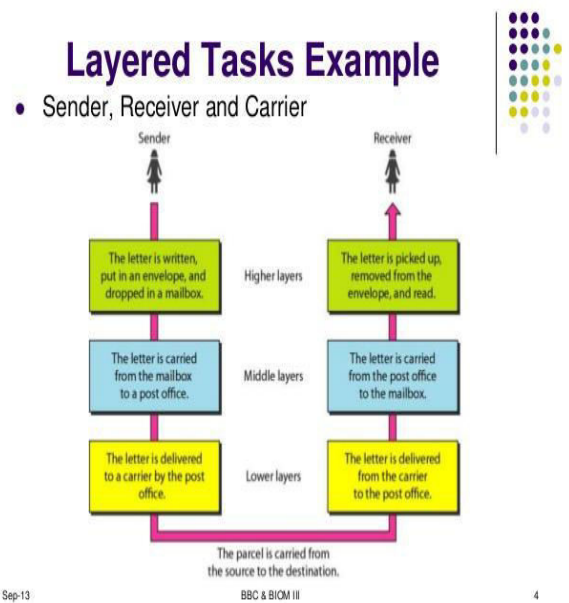 Layered Tasks Example
Sender, Receiver and Carrier
Sender
Receiver
The letter is written,
put in an envelope, and
dropped in a mailbox.
Higher layers
The letter is picked up,
removed from the
envelope, and read.
The letter is carried
from the mailbox
to a post office.
Middle layers
The letter is carried
from the post office
to the mailbox.
The letter is delivered
to a carrier by the post
office.
Lower layers
The letter is delivered
from the carrier
to the post office.
The parcel is carried from
the source to the destination.
Sep-13
BBC & BIOM III
4